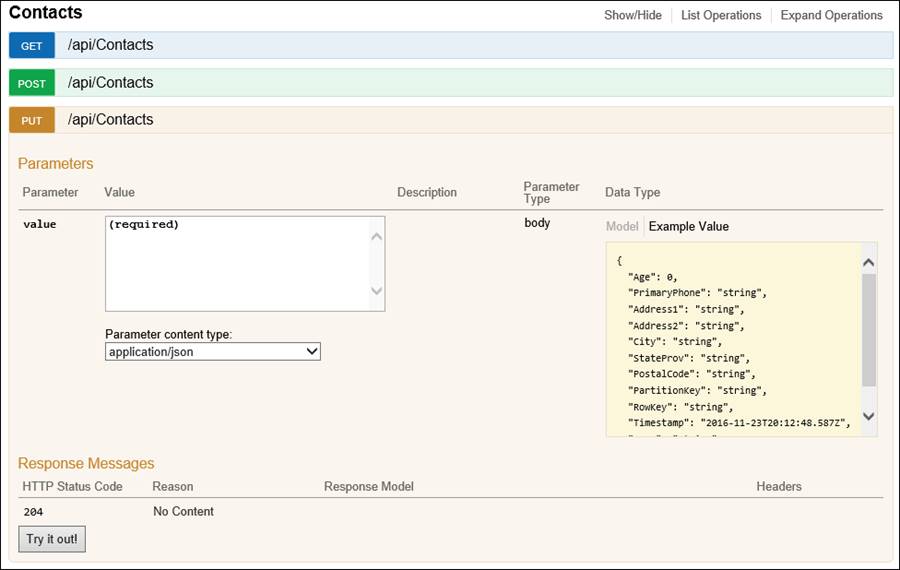 Contacts
Show/Hide List Operations Expand Operations
GET /api/Contacts
POST /api/Contacts
PUT /api/Contacts
Parameters
Parameter Value Description Parameter Type Data Type
value (required) body Model Example Value
{
"Age": 0,
"PrimaryPhone": "string",
"Address1": "string",
"Address2": "string",
"City": "string",
"StateProv": "string",
"PostalCode": "string",
"PartitionKey": "string",
"RowKey": "string",
"Timestamp": "2016-11-23T20:12:48.587Z",
Parameter content type:
application/json
Response Messages
HTTP Status Code Reason Response Model Headers
204 No Content
Try it out!